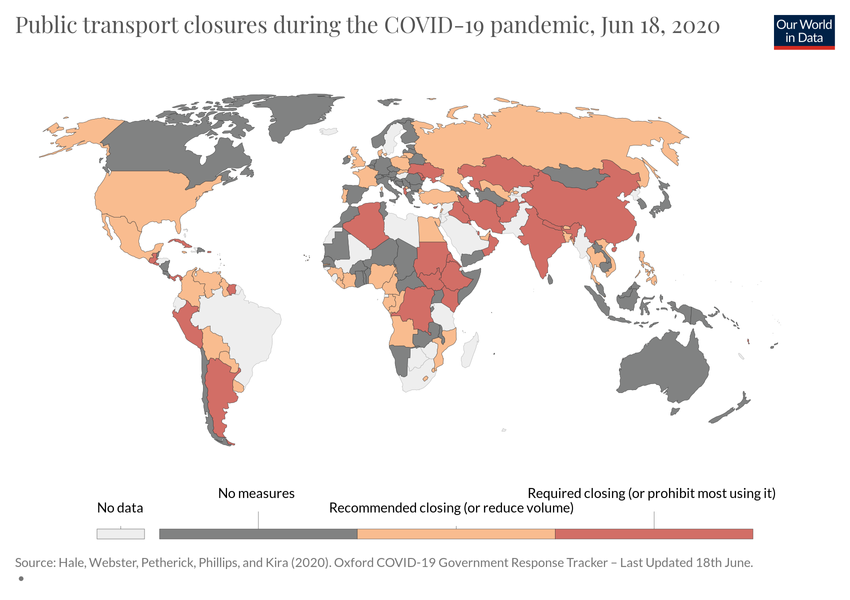 Public transport closures during the COVID-19 pandemic, Jun 18, 2020
Our World
in Data
Required closing (or prohibit most using it)
No measures
No data
Recommended closing (or reduce volume)
Source: Hale, Webster, Petherick, Phillips, and Kira (2020). Oxford COVID-19 Government Response Tracker – Last Updated 18th June.
•